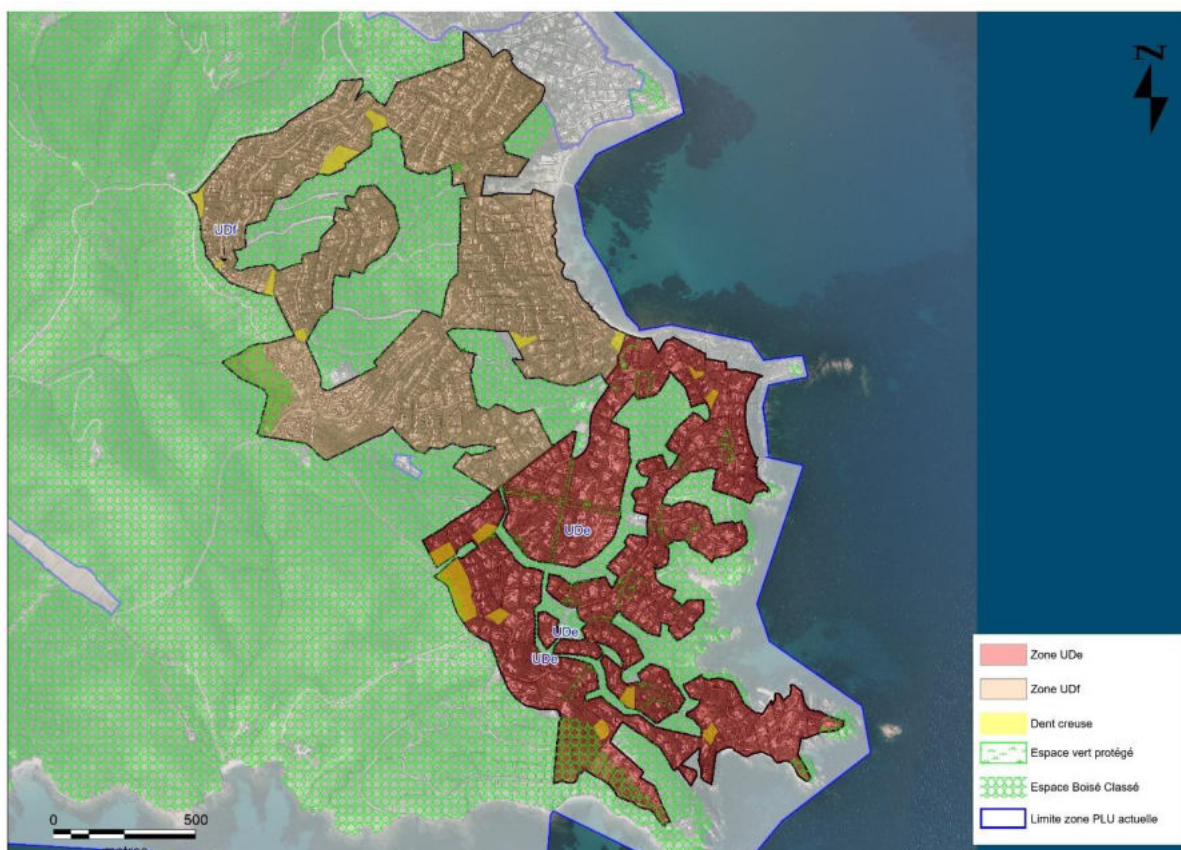 N
UDf
UDe
UDe
UDe
Zone UDe
Zone UDf
Dent creuse
Espace vert protégé
Espace Boisé Classé
Limite zone PLU actuelle
0 500